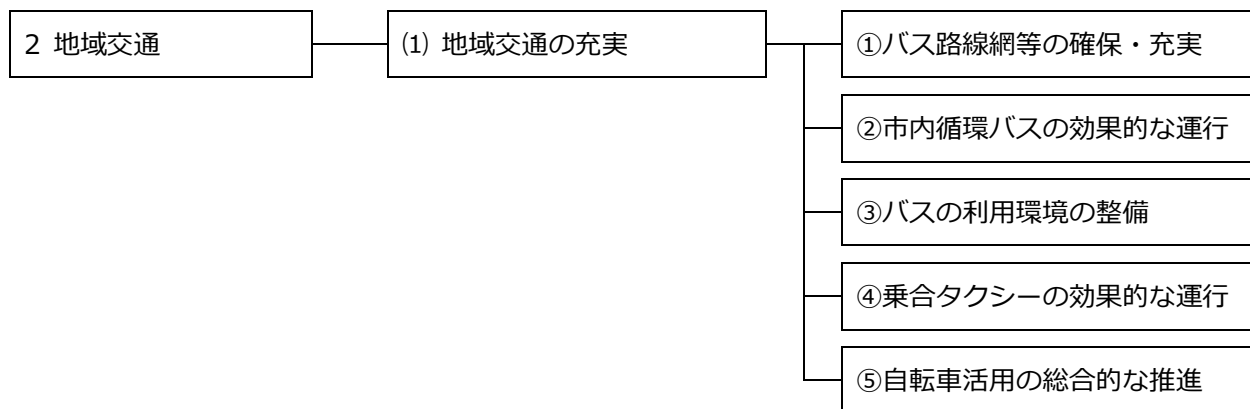 2 地域交通
⑴ 地域交通の充実
①バス路線網等の確保・充実
②市内循環バスの効果的な運行
③バスの利用環境の整備
④乗合タクシーの効果的な運行
⑤自転車活用の総合的な推進